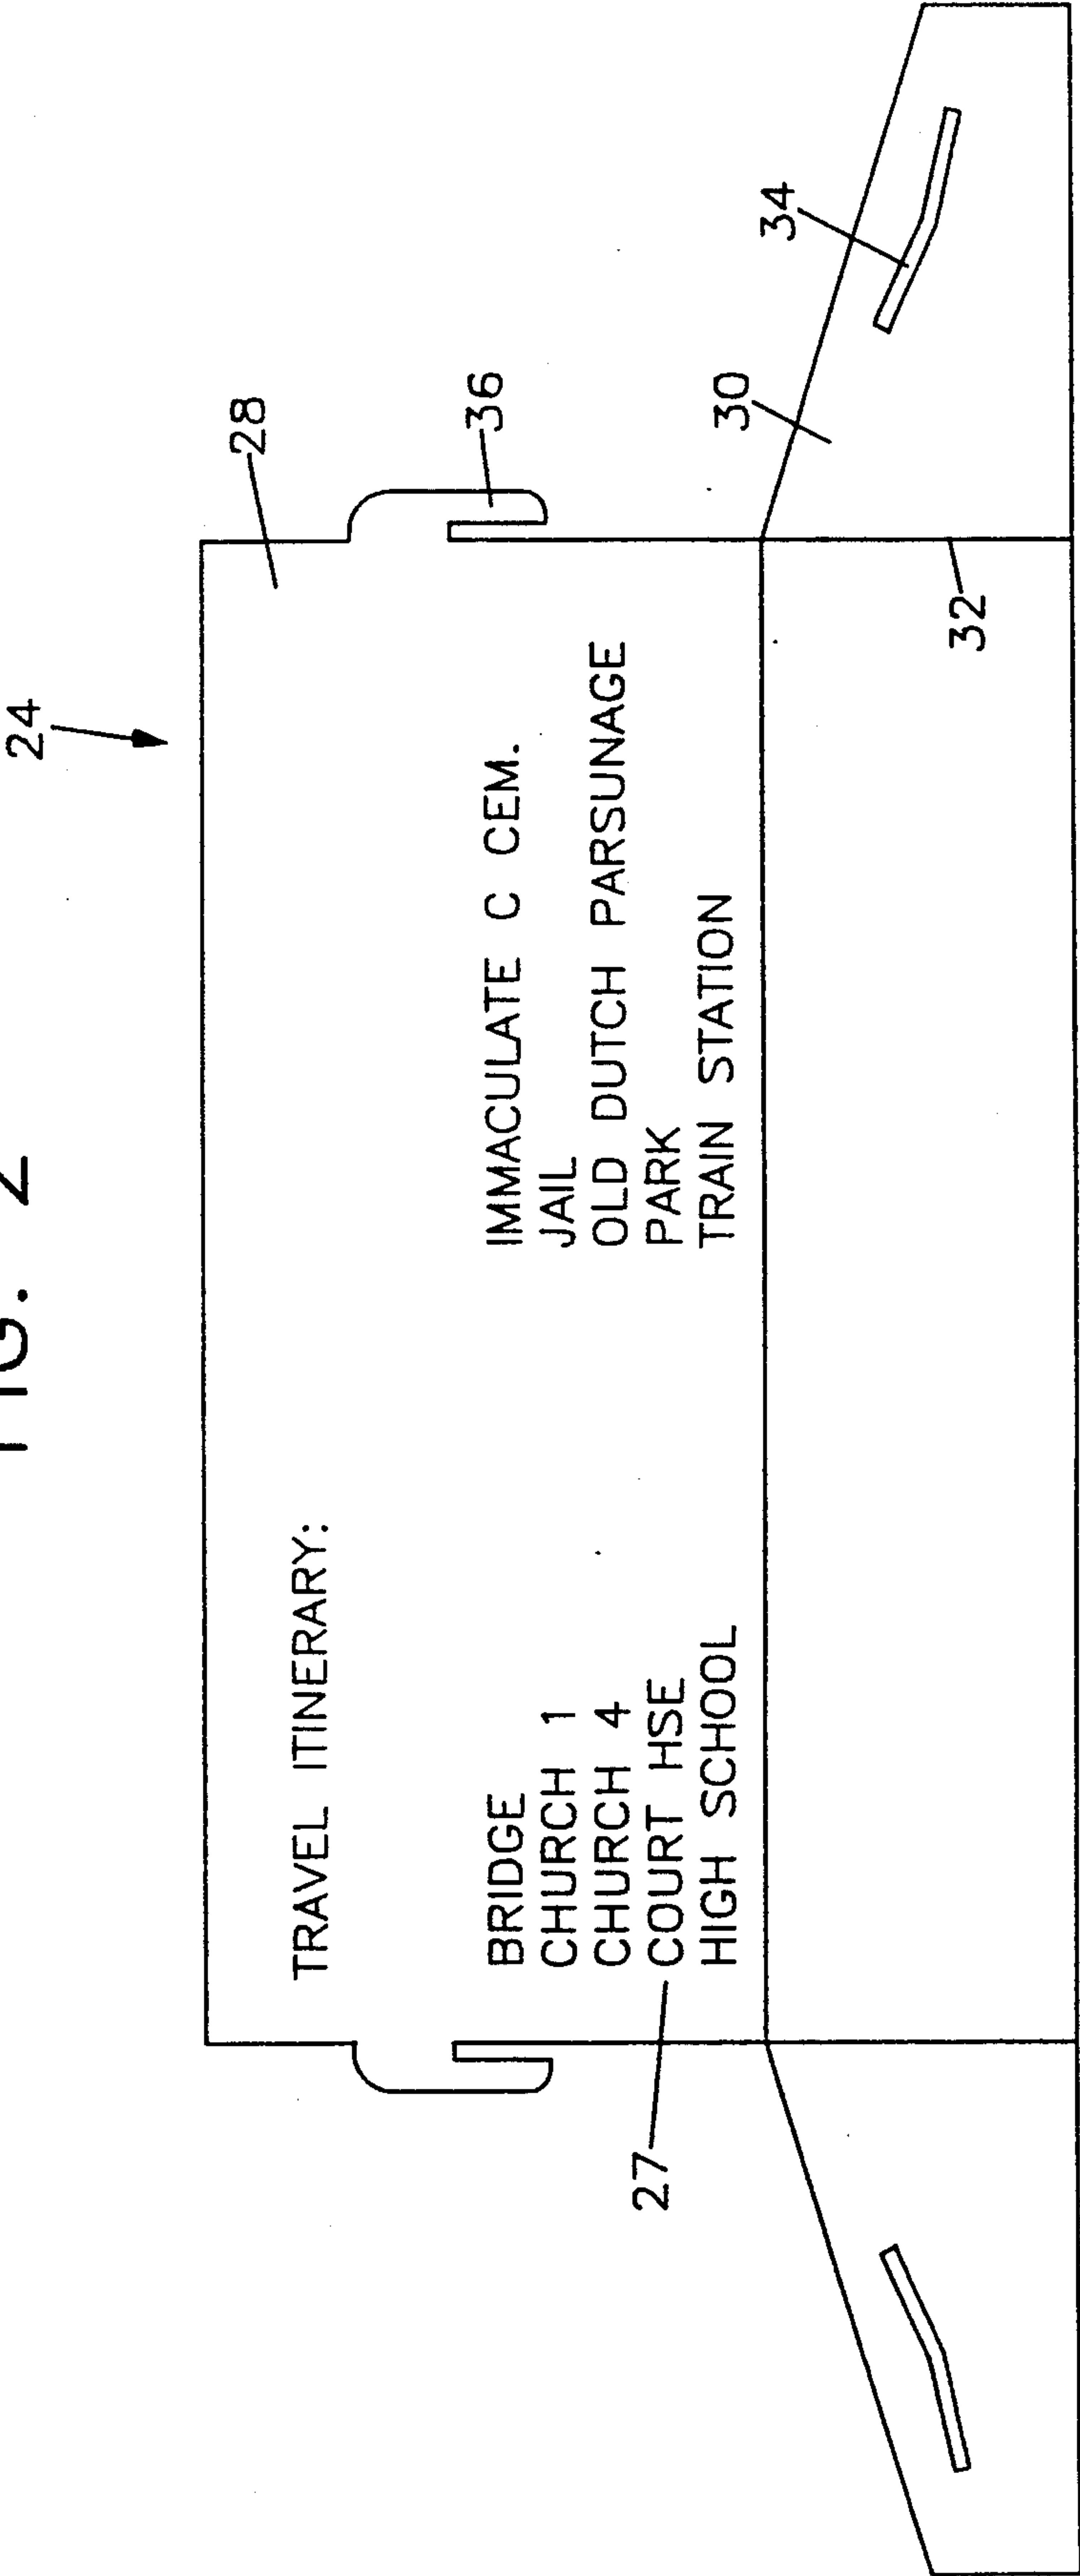 FIG. 2
24
28
TRAVEL ITINERARY:
36
BRIDGE
CHURCH 1
CHURCH 4
COURT HSE
HIGH SCHOOL
IMMACULATE C CEM.
JAIL
OLD DUTCH PARSUNAGE
PARK
TRAIN STATION
27
30
34
32